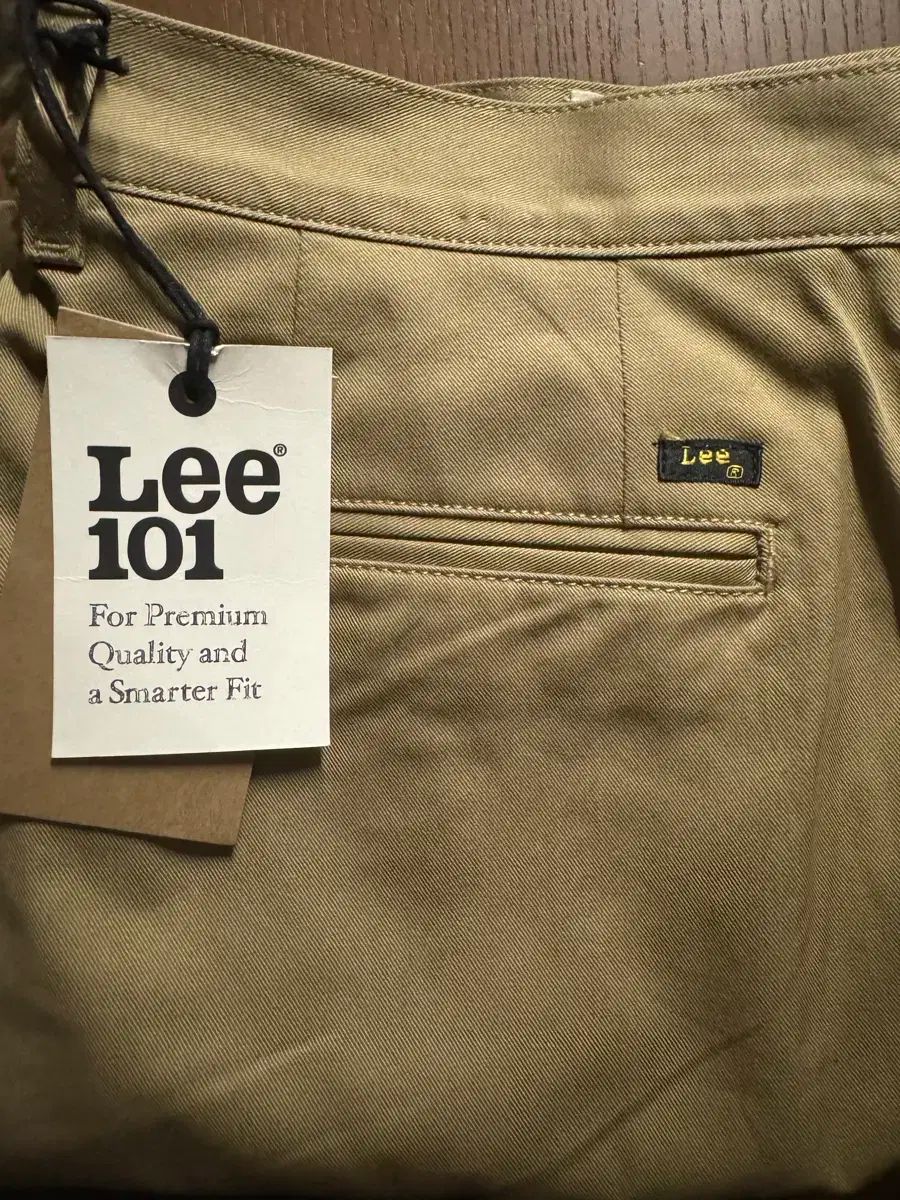 Lee®
101
For Premium
Quality and
a Smarter Fit
Lee
®